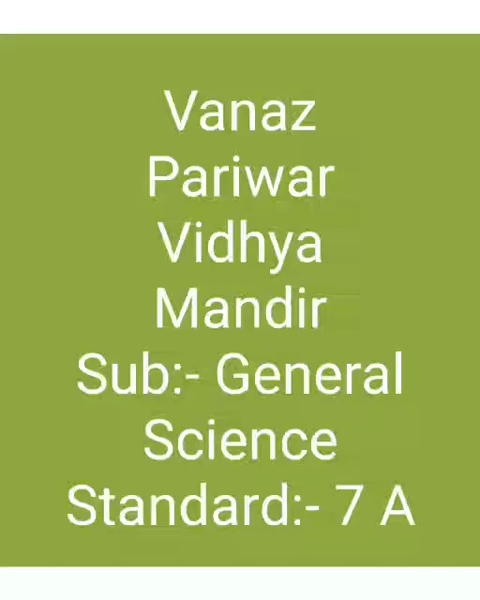 Vanaz
Pariwar
Vidhya
Mandir
Sub:- General
Science
Standard:- 7 A